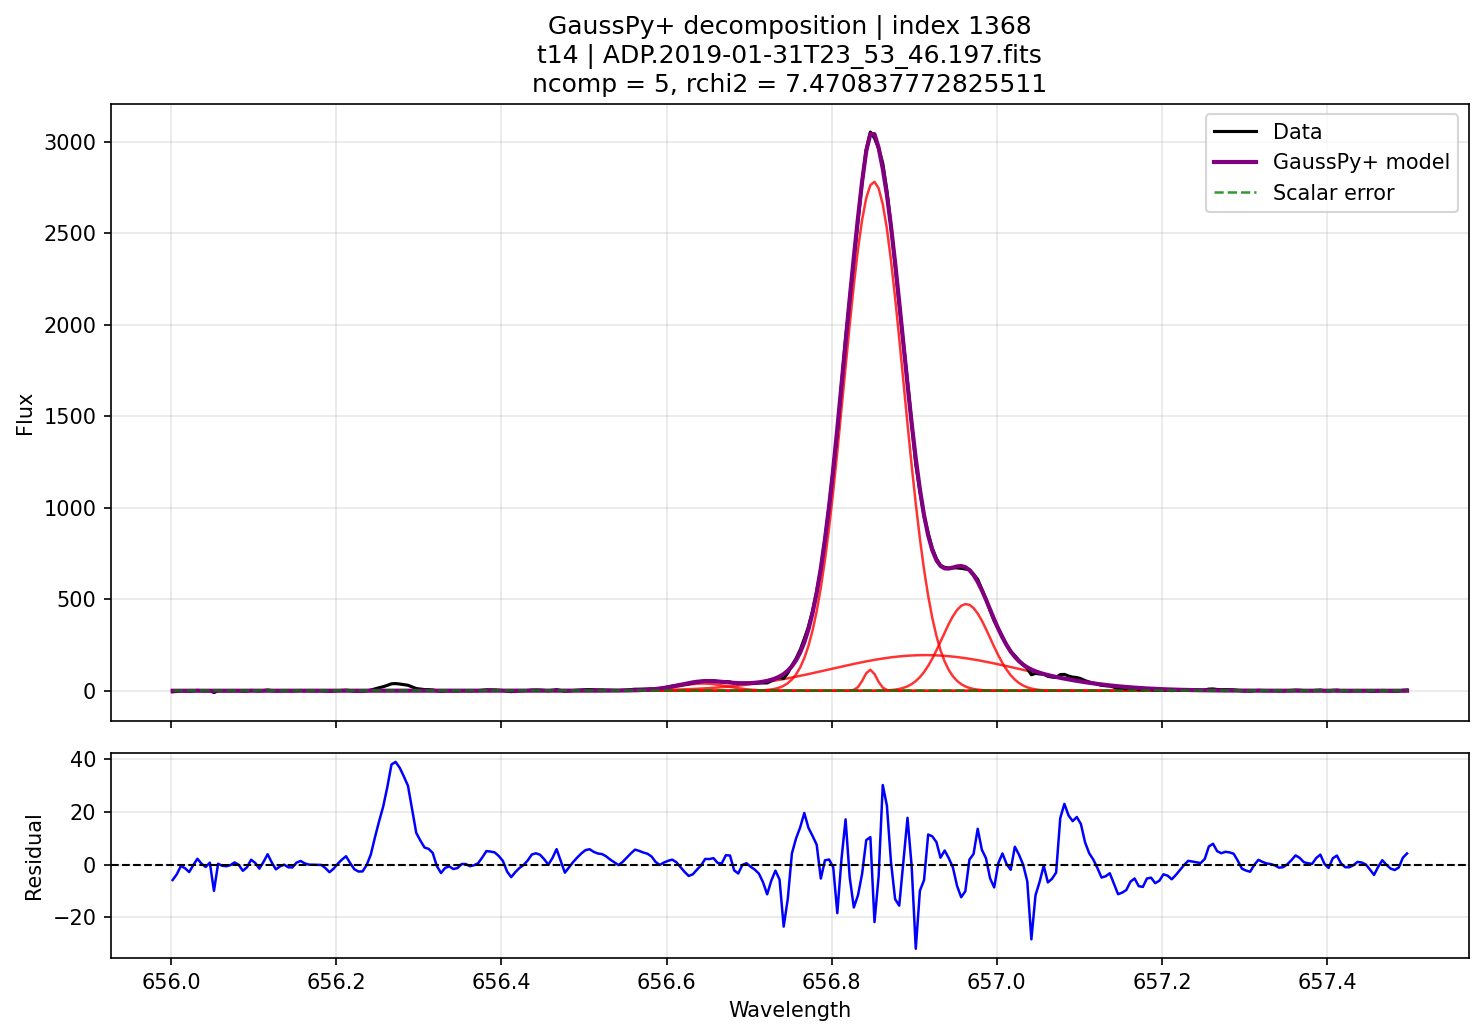 GaussPy+ decomposition | index 1368
t14 | ADP.2019-01-31T23_53_46.197.fits
ncomp = 5, rchi2 = 7.470837772825511
Data
GaussPy+ model
Scalar error
Flux
3000
2500
2000
1500
1000
500
0
Residual
40
20
0
−20
656.0 656.2 656.4 656.6 656.8 657.0 657.2 657.4
Wavelength